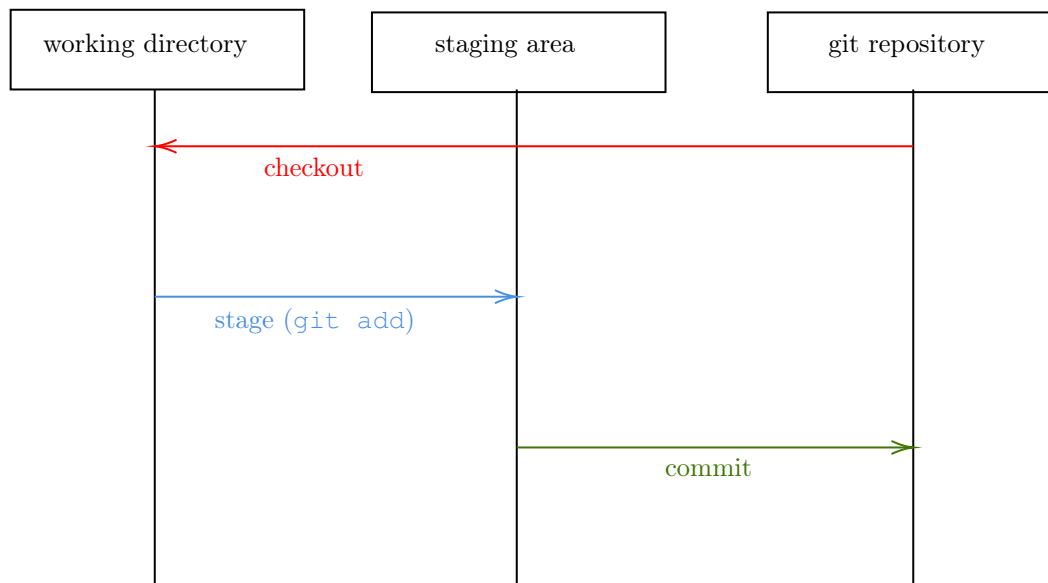 working directory
staging area
git repository
checkout
stage (git add)
commit